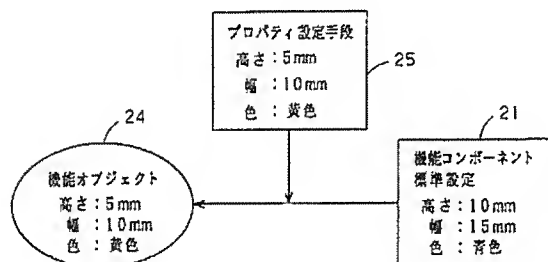 プロパティ設定手段
高さ:5mm
幅:10mm
色:黄色
25
24
機能オブジェクト
高さ:5mm
幅:10mm
色:黄色
21
機能コンポーネント
標準設定
高さ:10mm
幅:15mm
色:青色